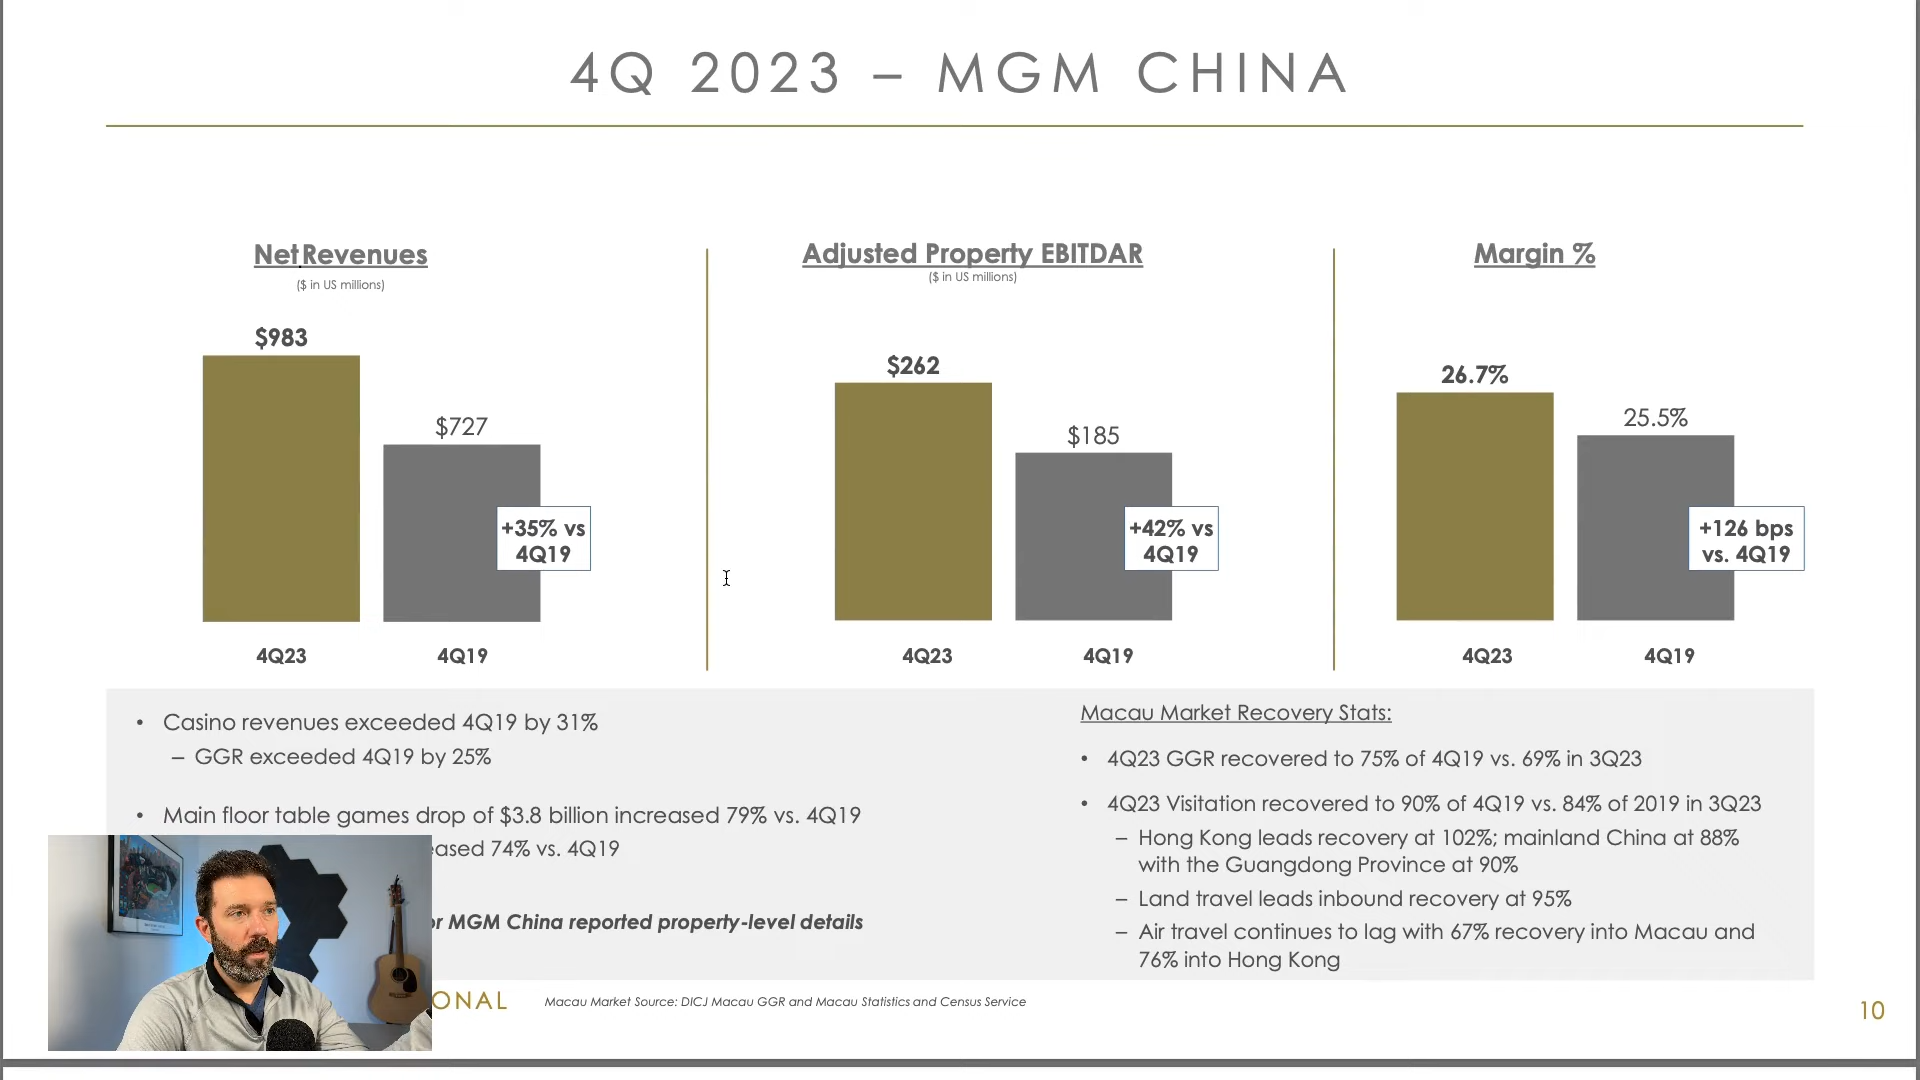 4Q 2023 – MGM CHINA
Net Revenues
($ in US millions)
$983
$727
+35% vs
4Q19
4Q23
4Q19
Adjusted Property EBITDAR
($ in US millions)
$262
$185
+42% vs
4Q19
4Q23
4Q19
Margin %
26.7%
25.5%
+126 bps
vs. 4Q19
4Q23
4Q19
• Casino revenues exceeded 4Q19 by 31%
– GGR exceeded 4Q19 by 25%
• Main floor table games drop of $3.8 billion increased 79% vs. 4Q19
74% vs. 4Q19
MGM China reported property-level details
Macau Market Recovery Stats:
• 4Q23 GGR recovered to 75% of 4Q19 vs. 69% in 3Q23
• 4Q23 Visitation recovered to 90% of 4Q19 vs. 84% of 2019 in 3Q23
– Hong Kong leads recovery at 102%; mainland China at 88%
with the Guangdong Province at 90%
– Land travel leads inbound recovery at 95%
– Air travel continues to lag with 67% recovery into Macau and
76% into Hong Kong
Macau Market Source: DICJ Macau GGR and Macau Statistics and Census Service
10